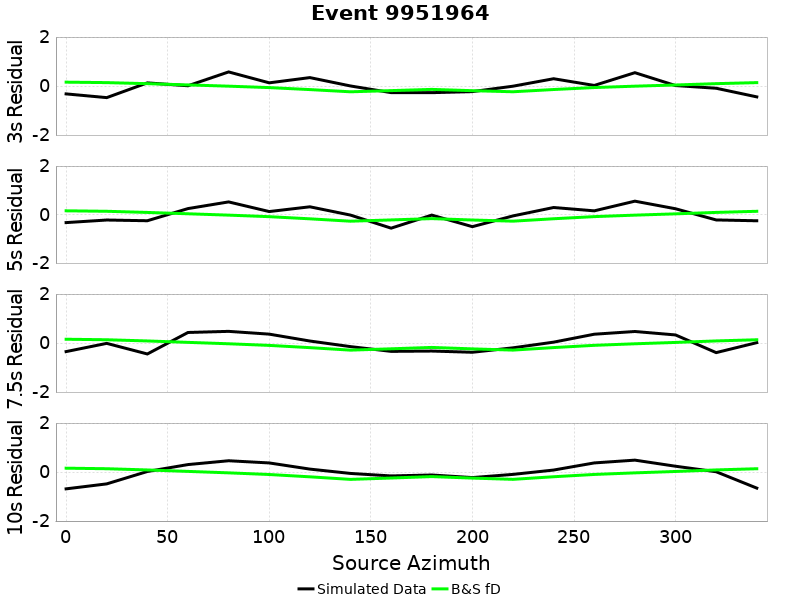 Event 9951964
3s Residual
2
0
-2
5s Residual
2
0
-2
7.5s Residual
2
0
-2
10s Residual
2
0
-2
0 50 100 150 200 250 300
Source Azimuth
Simulated Data B&S fD